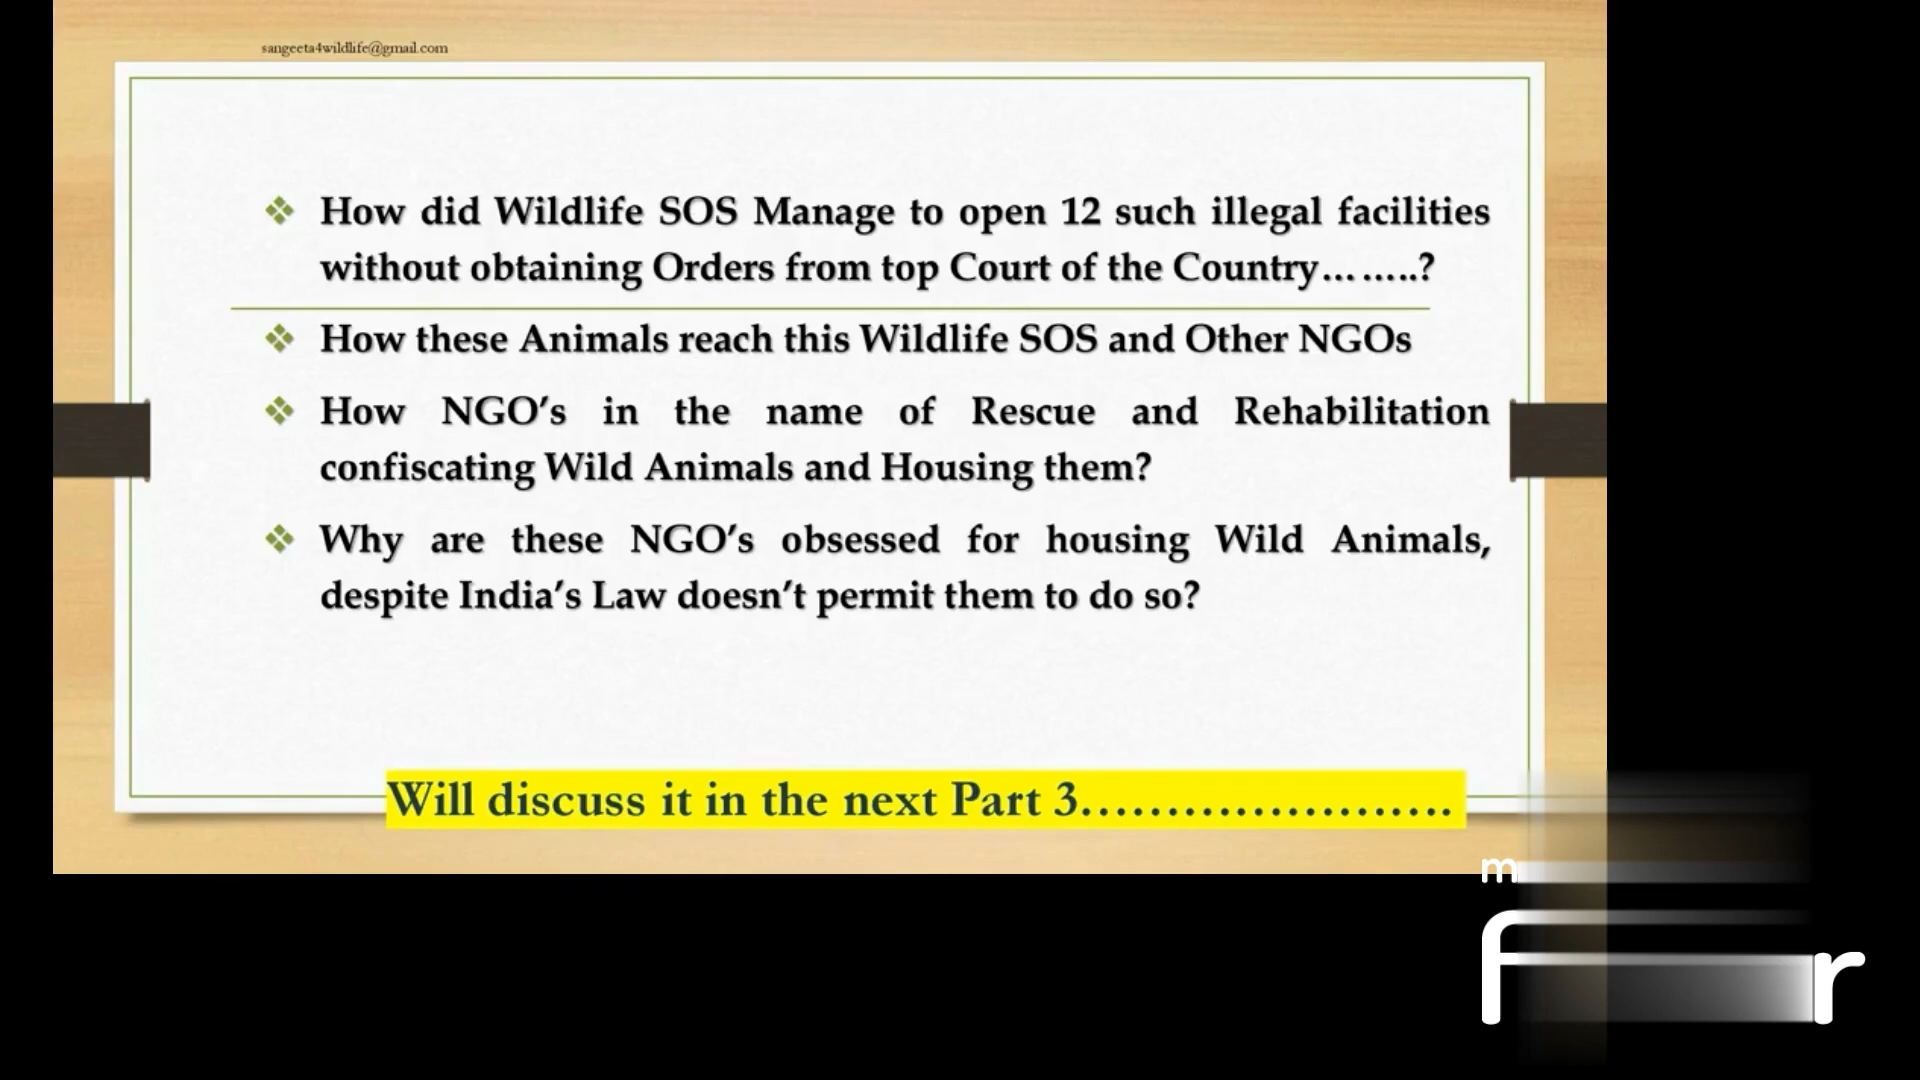 sangeeta4wildlife@gmail.com
❖ How did Wildlife SOS Manage to open 12 such illegal facilities
without obtaining Orders from top Court of the Country……..?
❖ How these Animals reach this Wildlife SOS and Other NGOs
❖ How NGO’s in the name of Rescue and Rehabilitation
confiscating Wild Animals and Housing them?
❖ Why are these NGO’s obsessed for housing Wild Animals,
despite India’s Law doesn’t permit them to do so?
Will discuss it in the next Part 3…………………….